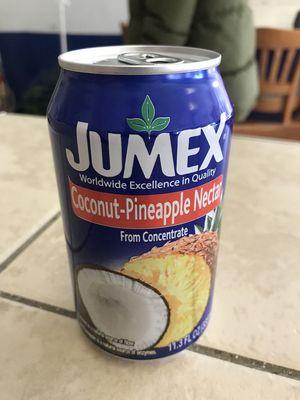 JUMEX
Worldwide Excellence in Quality
Coconut-Pineapple Nectar
From Concentrate
11.3 FL OZ